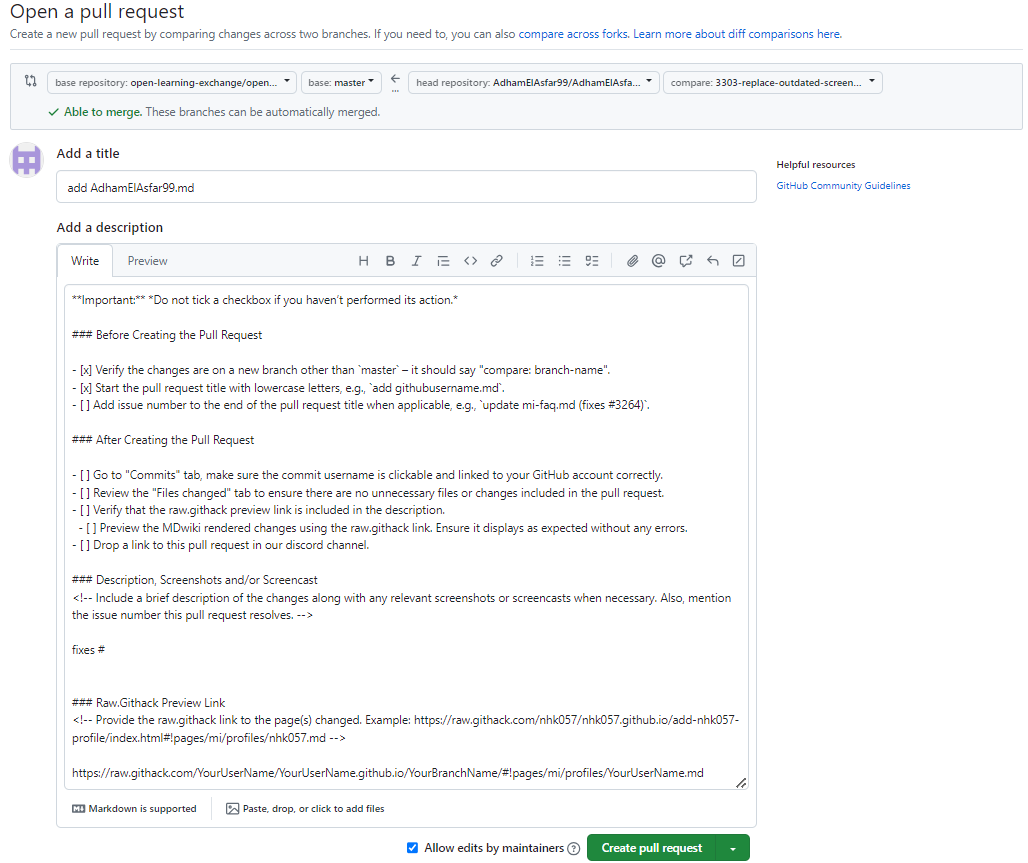 Open a pull request
Create a new pull request by comparing changes across two branches. If you need to, you can also compare across forks. Learn more about diff comparisons here.
base repository: open-learning-exchange/open... base: master head repository: AdhamElAsfar99/AdhamElAsfa... compare: 3303-replace-outdated-screen...
Able to merge. These branches can be automatically merged.
Add a title
Helpful resources
GitHub Community Guidelines
add AdhamElAsfar99.md
Add a description
Write Preview
**Important:** *Do not tick a checkbox if you haven't performed its action.*
### Before Creating the Pull Request
- [x] Verify the changes are on a new branch other than `master` – it should say "compare: branch-name".
- [x] Start the pull request title with lowercase letters, e.g., `add githubusername.md`.
- [ ] Add issue number to the end of the pull request title when applicable, e.g., `update mi-faq.md (fixes #3264)`.
### After Creating the Pull Request
- [ ] Go to "Commits" tab, make sure the commit username is clickable and linked to your GitHub account correctly.
- [ ] Review the "Files changed" tab to ensure there are no unnecessary files or changes included in the pull request.
- [ ] Verify that the raw.githack preview link is included in the description.
- [ ] Preview the MDwiki rendered changes using the raw.githack link. Ensure it displays as expected without any errors.
- [ ] Drop a link to this pull request in our discord channel.
### Description, Screenshots and/or Screencast
<!-- Include a brief description of the changes along with any relevant screenshots or screencasts when necessary. Also, mention
the issue number this pull request resolves. -->
fixes #
### Raw.Githack Preview Link
<!-- Provide the raw.githack link to the page(s) changed. Example: https://raw.githack.com/nhk057/nhk057.github.io/add-nhk057-
profile/index.html#!pages/mi/profiles/nhk057.md -->
https://raw.githack.com/YourUserName/YourUserName.github.io/YourBranchName/#!pages/mi/profiles/YourUserName.md
Markdown is supported Paste, drop, or click to add files
Allow edits by maintainers Create pull request